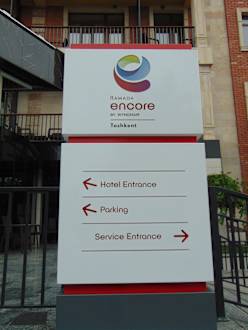 RAMADA
encore
BY WYNDHAM
Tashkent
Hotel Entrance
Parking
Service Entrance